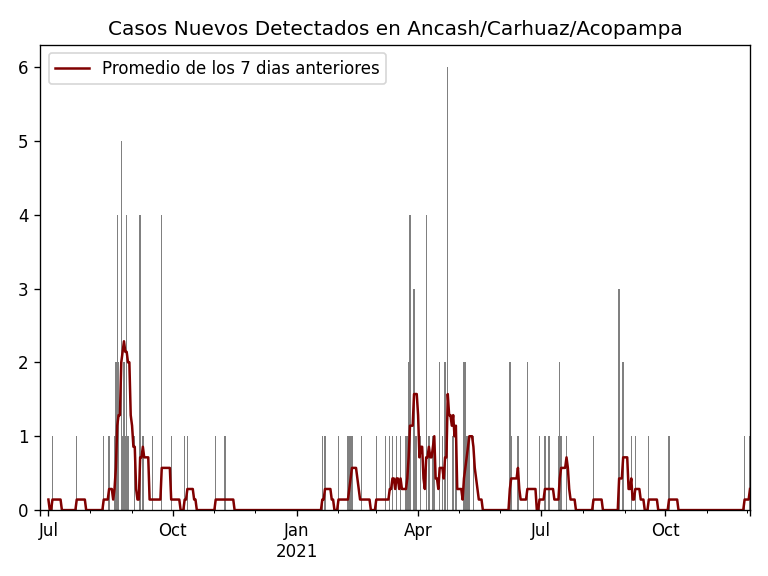 Casos Nuevos Detectados en Ancash/Carhuaz/Acopampa
Promedio de los 7 dias anteriores
6
5
4
3
2
1
0
Jul Oct Jan Apr Jul Oct
2021